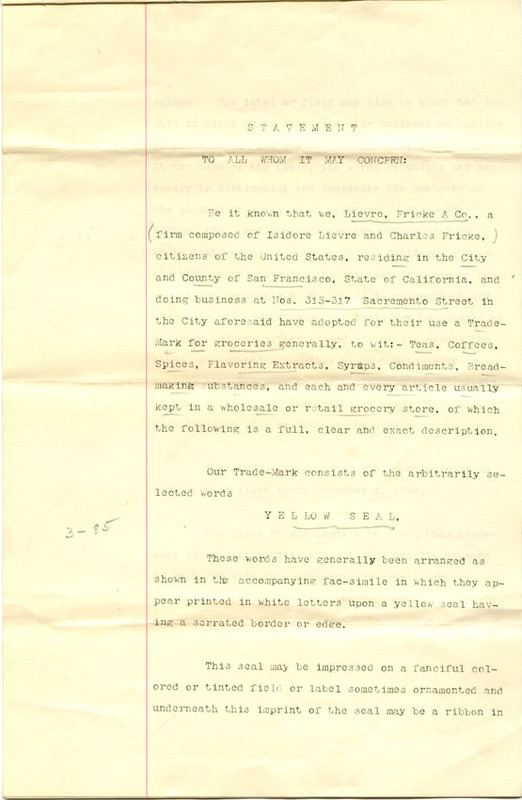 S T A T E M E N T
TO ALL WHOM IT MAY CONCERN:
Be it known that we, Lievre, Fricke A Co., a
(firm composed of Isidore Lievre and Charles Fricke,)
citizens of the United States, residing in the City
and County of San Francisco, State of California, and
doing business at Nos. 315-317 Sacremento Street in
the City aforesaid have adopted for their use a Trade-
Mark for groceries generally, to wit:- Teas, Coffees,
Spices, Flavoring Extracts, Syrups, Condiments, Bread-
making substances, and each and every article usually
kept in a wholesale or retail grocery store, of which
the following is a full, clear and exact description.
Our Trade-Mark consists of the arbitrarily se-
lected words
Y E L L O W S E A L.
3-85
These words have generally been arranged as
shown in the accompanying fac-simile in which they ap-
pear printed in white letters upon a yellow seal hav-
ing a serrated border or edge.
This seal may be impressed on a fanciful col-
ored or tinted field or label sometimes ornamented and
underneath this imprint of the seal may be a ribbon in